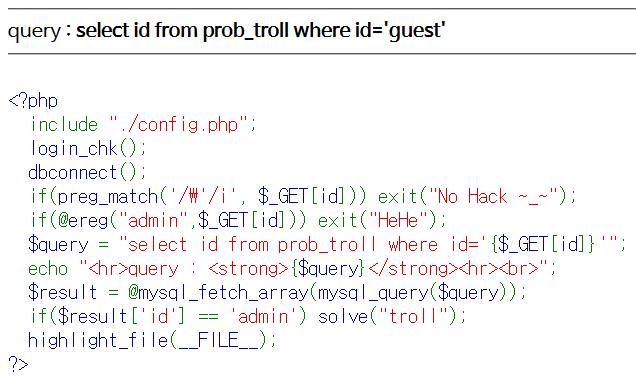 query : select id from prob_troll where id='guest'
<?php
include "./config.php";
login_chk();
dbconnect();
if(preg_match('/₩'/i', $_GET[id])) exit("No Hack ~_~");
if(@ereg("admin",$_GET[id])) exit("HeHe");
$query = "select id from prob_troll where id='{$_GET[id]}'";
echo "<hr>query : <strong>{$query}</strong><hr><br>";
$result = @mysql_fetch_array(mysql_query($query));
if($result['id'] == 'admin') solve("troll");
highlight_file(__FILE__);
?>